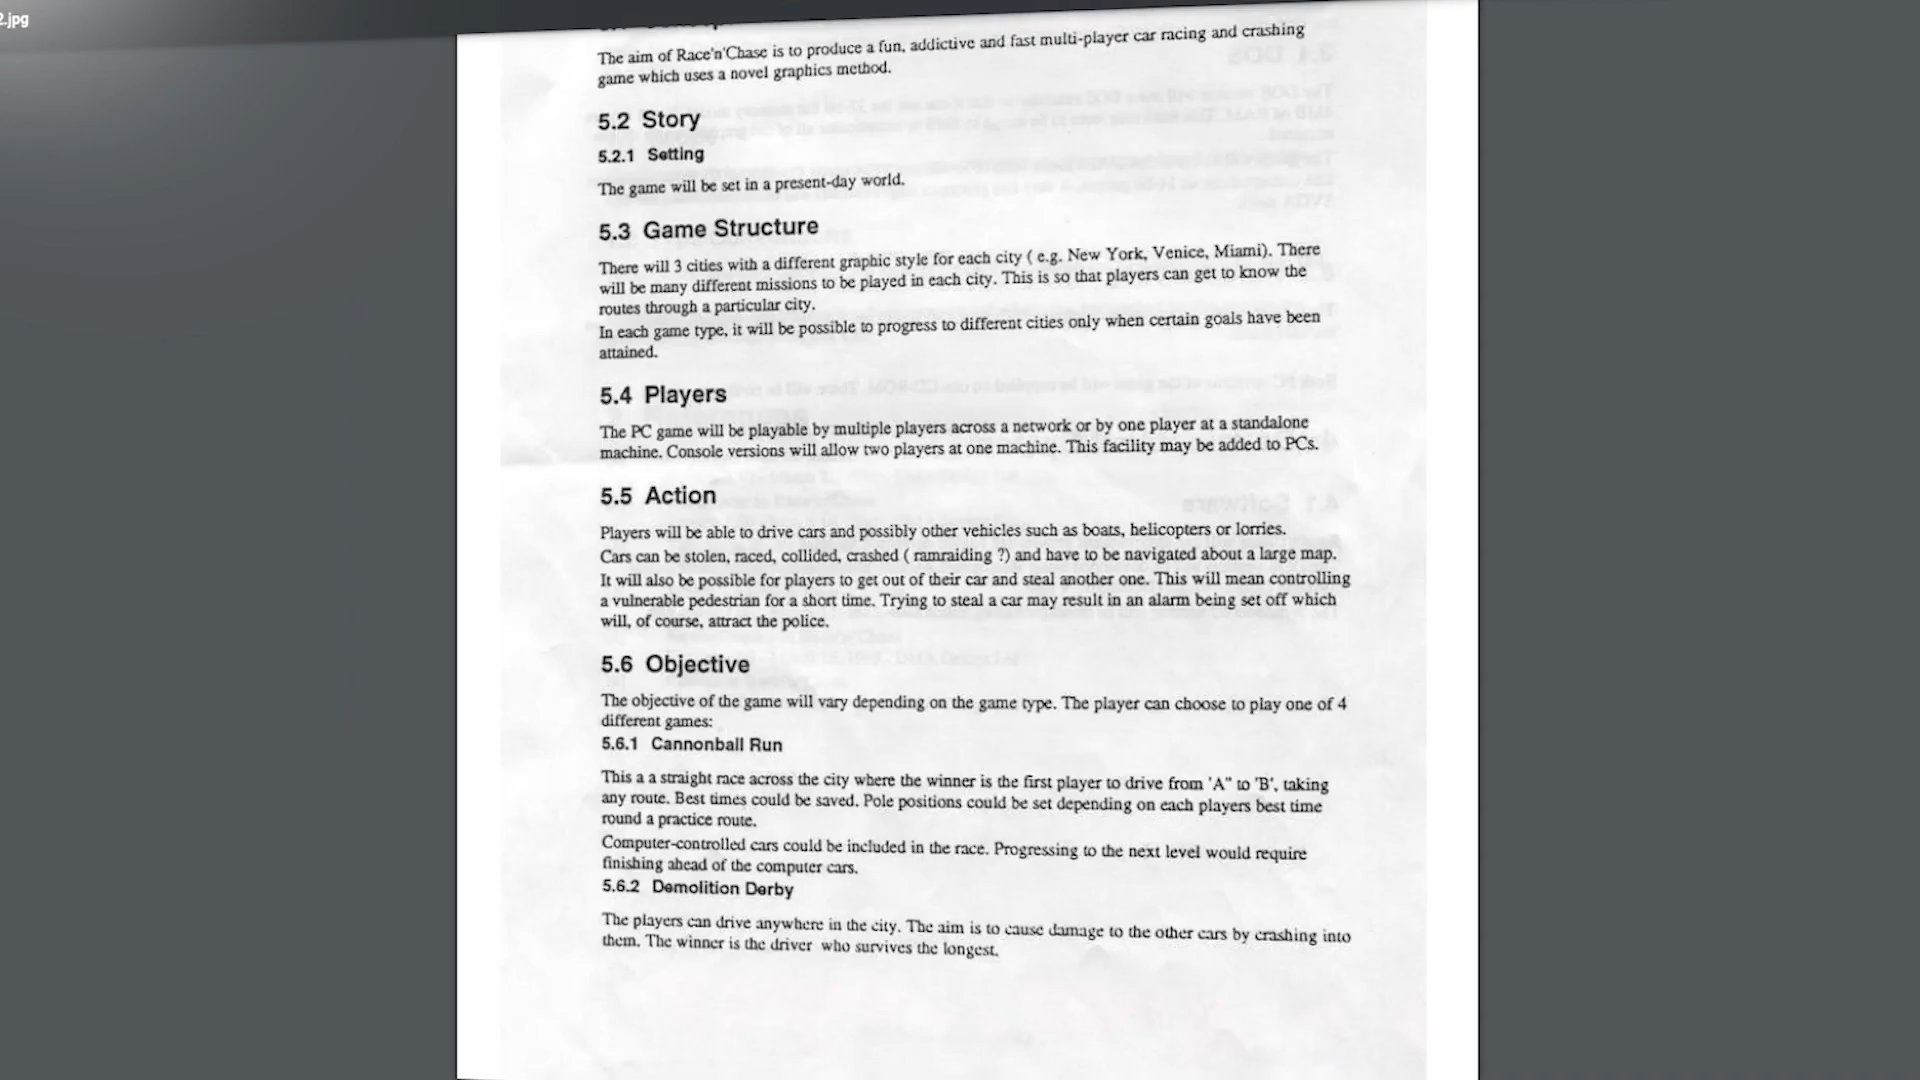 2.jpg
The aim of Race'n'Chase is to produce a fun, addictive and fast multi-player car racing and crashing
game which uses a novel graphics method.
5.2 Story
5.2.1 Setting
The game will be set in a present-day world.
5.3 Game Structure
There will 3 cities with a different graphic style for each city ( e.g. New York, Venice, Miami). There
will be many different missions to be played in each city. This is so that players can get to know the
routes through a particular city.
In each game type, it will be possible to progress to different cities only when certain goals have been
attained.
5.4 Players
The PC game will be playable by multiple players across a network or by one player at a standalone
machine. Console versions will allow two players at one machine. This facility may be added to PCs.
5.5 Action
Players will be able to drive cars and possibly other vehicles such as boats, helicopters or lorries.
Cars can be stolen, raced, collided, crashed ( ramraiding ?) and have to be navigated about a large map.
It will also be possible for players to get out of their car and steal another one. This will mean controlling
a vulnerable pedestrian for a short time. Trying to steal a car may result in an alarm being set off which
will, of course, attract the police.
5.6 Objective
The objective of the game will vary depending on the game type. The player can choose to play one of 4
different games:
5.6.1 Cannonball Run
This a a straight race across the city where the winner is the first player to drive from 'A" to 'B', taking
any route. Best times could be saved. Pole positions could be set depending on each players best time
round a practice route.
Computer-controlled cars could be included in the race. Progressing to the next level would require
finishing ahead of the computer cars.
5.6.2 Demolition Derby
The players can drive anywhere in the city. The aim is to cause damage to the other cars by crashing into
them. The winner is the driver who survives the longest.